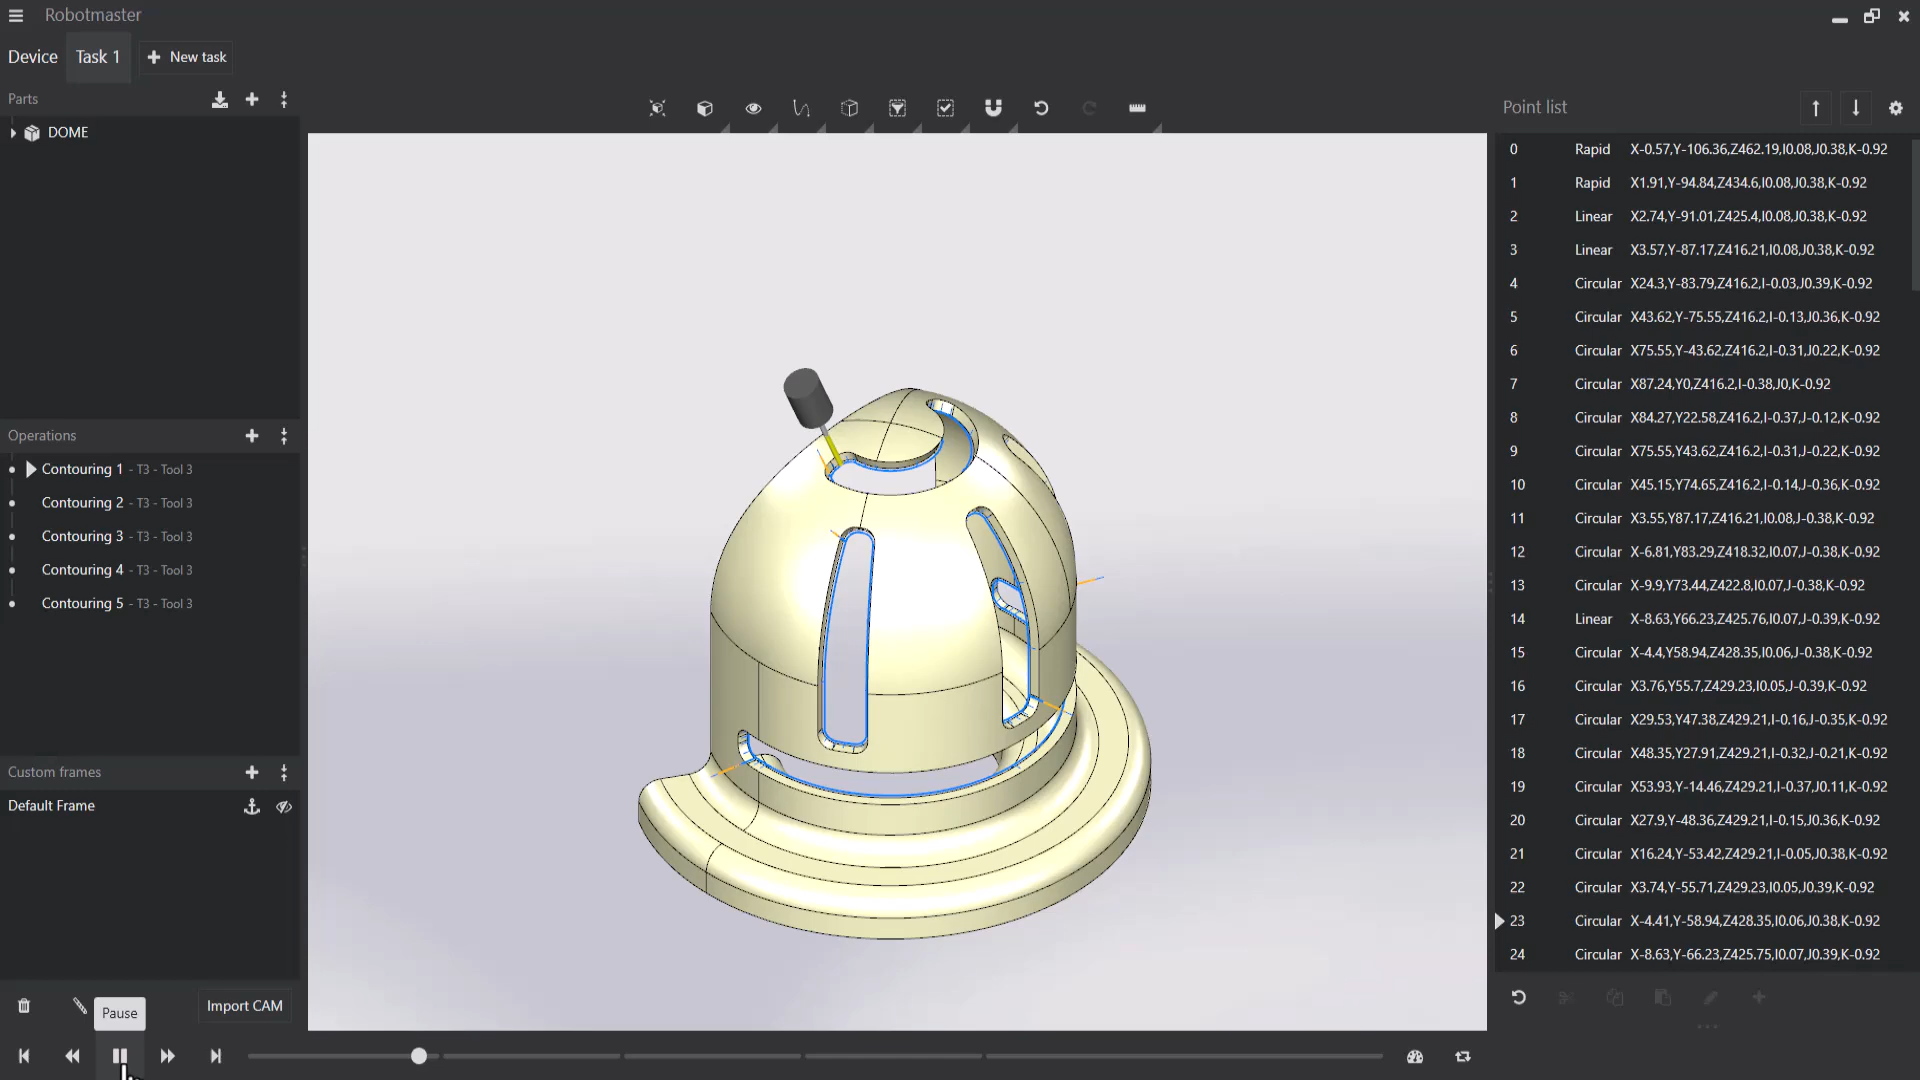 Robotmaster
Device
Task 1
New task
Parts
DOME
Operations
Contouring 1 - T3 - Tool 3
Contouring 2 - T3 - Tool 3
Contouring 3 - T3 - Tool 3
Contouring 4 - T3 - Tool 3
Contouring 5 - T3 - Tool 3
Custom frames
Default Frame
Pause
Import CAM
Point list
0 Rapid X-0.57,Y-106.36,Z462.19,I0.08,J0.38,K-0.92
1 Rapid X1.91,Y-94.84,Z434.6,I0.08,J0.38,K-0.92
2 Linear X2.74,Y-91.01,Z425.4,I0.08,J0.38,K-0.92
3 Linear X3.57,Y-87.17,Z416.21,I0.08,J0.38,K-0.92
4 Circular X24.3,Y-83.79,Z416.2,I-0.03,J0.39,K-0.92
5 Circular X43.62,Y-75.55,Z416.2,I-0.13,J0.36,K-0.92
6 Circular X75.55,Y-43.62,Z416.2,I-0.31,J0.22,K-0.92
7 Circular X87.24,Y0,Z416.2,I-0.38,J0,K-0.92
8 Circular X84.27,Y22.58,Z416.2,I-0.37,J-0.12,K-0.92
9 Circular X75.55,Y43.62,Z416.2,I-0.31,J-0.22,K-0.92
10 Circular X45.15,Y74.65,Z416.2,I-0.14,J-0.36,K-0.92
11 Circular X3.55,Y87.17,Z416.21,I0.08,J-0.38,K-0.92
12 Circular X-6.81,Y83.29,Z418.32,I0.07,J-0.38,K-0.92
13 Circular X-9.9,Y73.44,Z422.8,I0.07,J-0.38,K-0.92
14 Linear X-8.63,Y66.23,Z425.76,I0.07,J-0.39,K-0.92
15 Circular X-4.4,Y58.94,Z428.35,I0.06,J-0.38,K-0.92
16 Circular X3.76,Y55.7,Z429.23,I0.05,J-0.39,K-0.92
17 Circular X29.53,Y47.38,Z429.21,I-0.16,J-0.35,K-0.92
18 Circular X48.35,Y27.91,Z429.21,I-0.32,J-0.21,K-0.92
19 Circular X53.93,Y-14.46,Z429.21,I-0.37,J0.11,K-0.92
20 Circular X27.9,Y-48.36,Z429.21,I-0.15,J0.36,K-0.92
21 Circular X16.24,Y-53.42,Z429.21,I-0.05,J0.38,K-0.92
22 Circular X3.74,Y-55.71,Z429.23,I0.05,J0.39,K-0.92
23 Circular X-4.41,Y-58.94,Z428.35,I0.06,J0.38,K-0.92
24 Circular X-8.63,Y-66.23,Z425.75,I0.07,J0.39,K-0.92